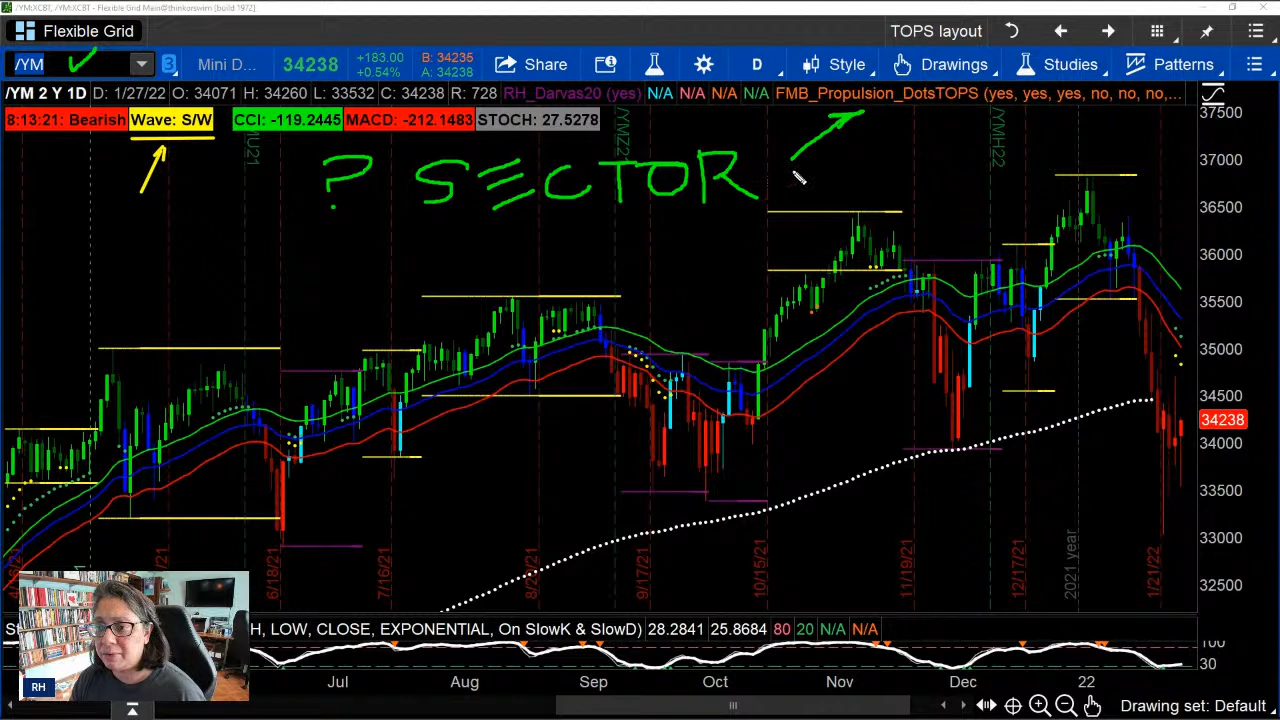 /YM:XCBT, /YM:XCBT - Flexible Grid Main@thinkorswim [build 1972]
Flexible Grid TOPS layout
/YM 3 Mini D... 34238 +183.00 +0.54% B: 34235 A: 34238 Share D Style Drawings Studies Patterns
/YM 2 Y 1D D: 1/27/22 O: 34071 H: 34260 L: 33532 C: 34238 R: 728 RH_Darvas20 (yes) N/A N/A N/A N/A FMB_Propulsion_DotsTOPS (yes, yes, yes, no, no, no,...
8:13:21: Bearish Wave: S/W CCI: -119.2445 MACD: -212.1483 STOCH: 27.5278
? SECTOR
MU21
/YMZ21
/YMH22
37500
37000
36500
36000
35500
35000
34500
34238
34000
33500
33000
32500
6/18/21
7/16/21
8/20/21
9/17/21
10/15/21
11/19/21
12/17/21
2021 year
1/21/22
H, LOW, CLOSE, EXPONENTIAL, On SlowK & SlowD) 28.2841 25.8684 80 20 N/A N/A
100
30
Jul Aug Sep Oct Nov Dec 22
RH
Drawing set: Default